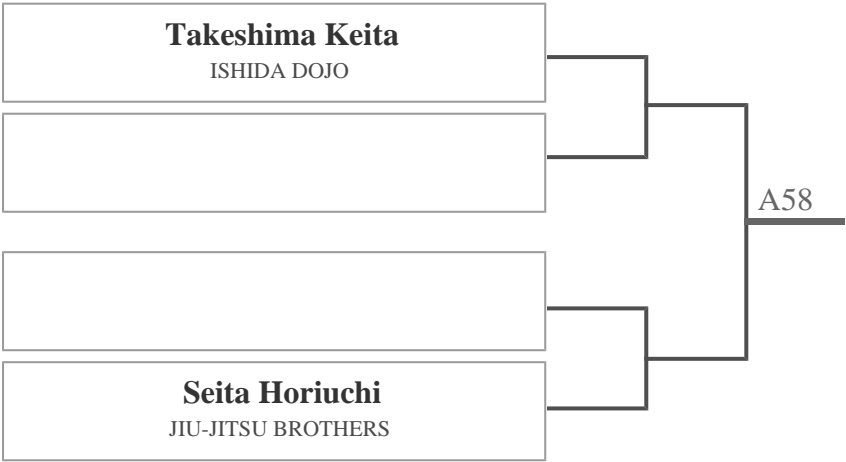 Takeshima Keita
ISHIDA DOJO
A58
Seita Horiuchi
JIU-JITSU BROTHERS